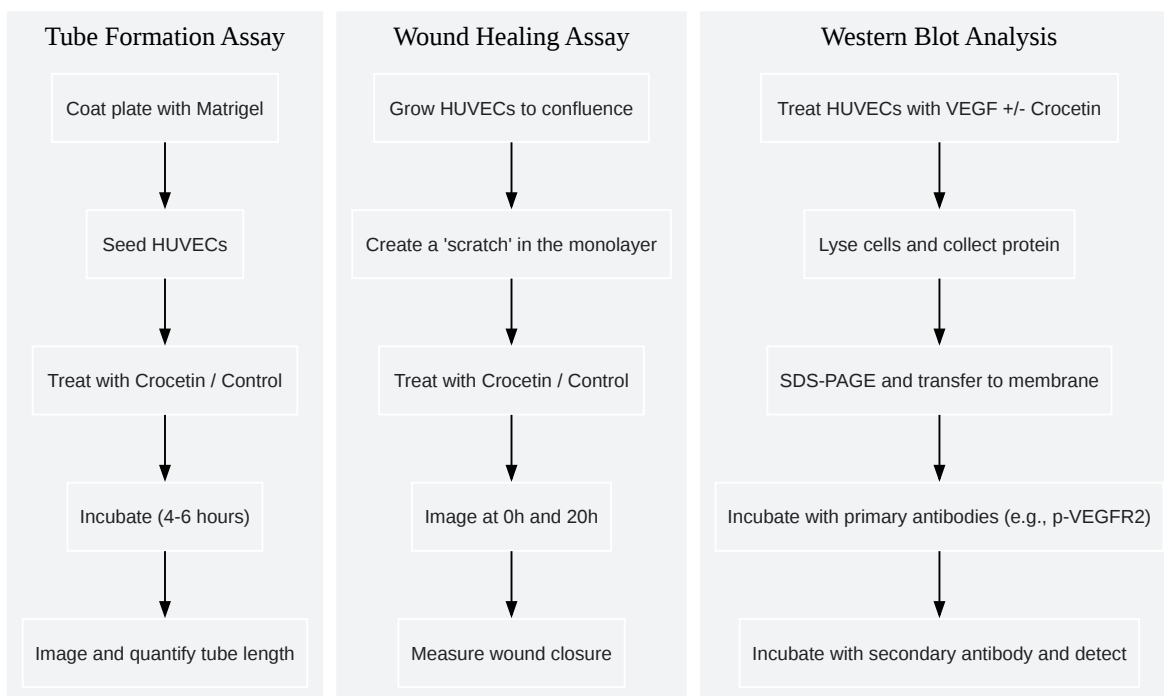 Tube Formation Assay
Coat plate with Matrigel
Seed HUVECs
Treat with Crocetin / Control
Incubate (4-6 hours)
Image and quantify tube length
Wound Healing Assay
Grow HUVECs to confluence
Create a 'scratch' in the monolayer
Treat with Crocetin / Control
Image at 0h and 20h
Measure wound closure
Western Blot Analysis
Treat HUVECs with VEGF +/- Crocetin
Lyse cells and collect protein
SDS-PAGE and transfer to membrane
Incubate with primary antibodies (e.g., p-VEGFR2)
Incubate with secondary antibody and detect